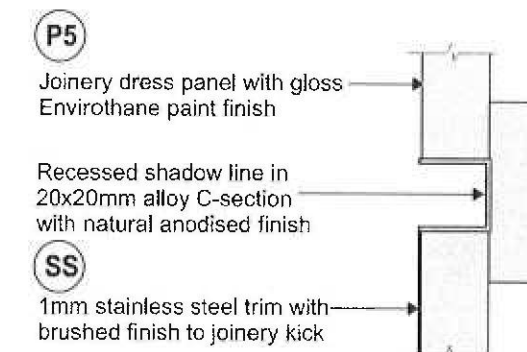 P5
Joinery dress panel with gloss
Envirothane paint finish
Recessed shadow line in
20x20mm alloy C-section
with natural anodised finish
SS
1mm stainless steel trim with
brushed finish to joinery kick